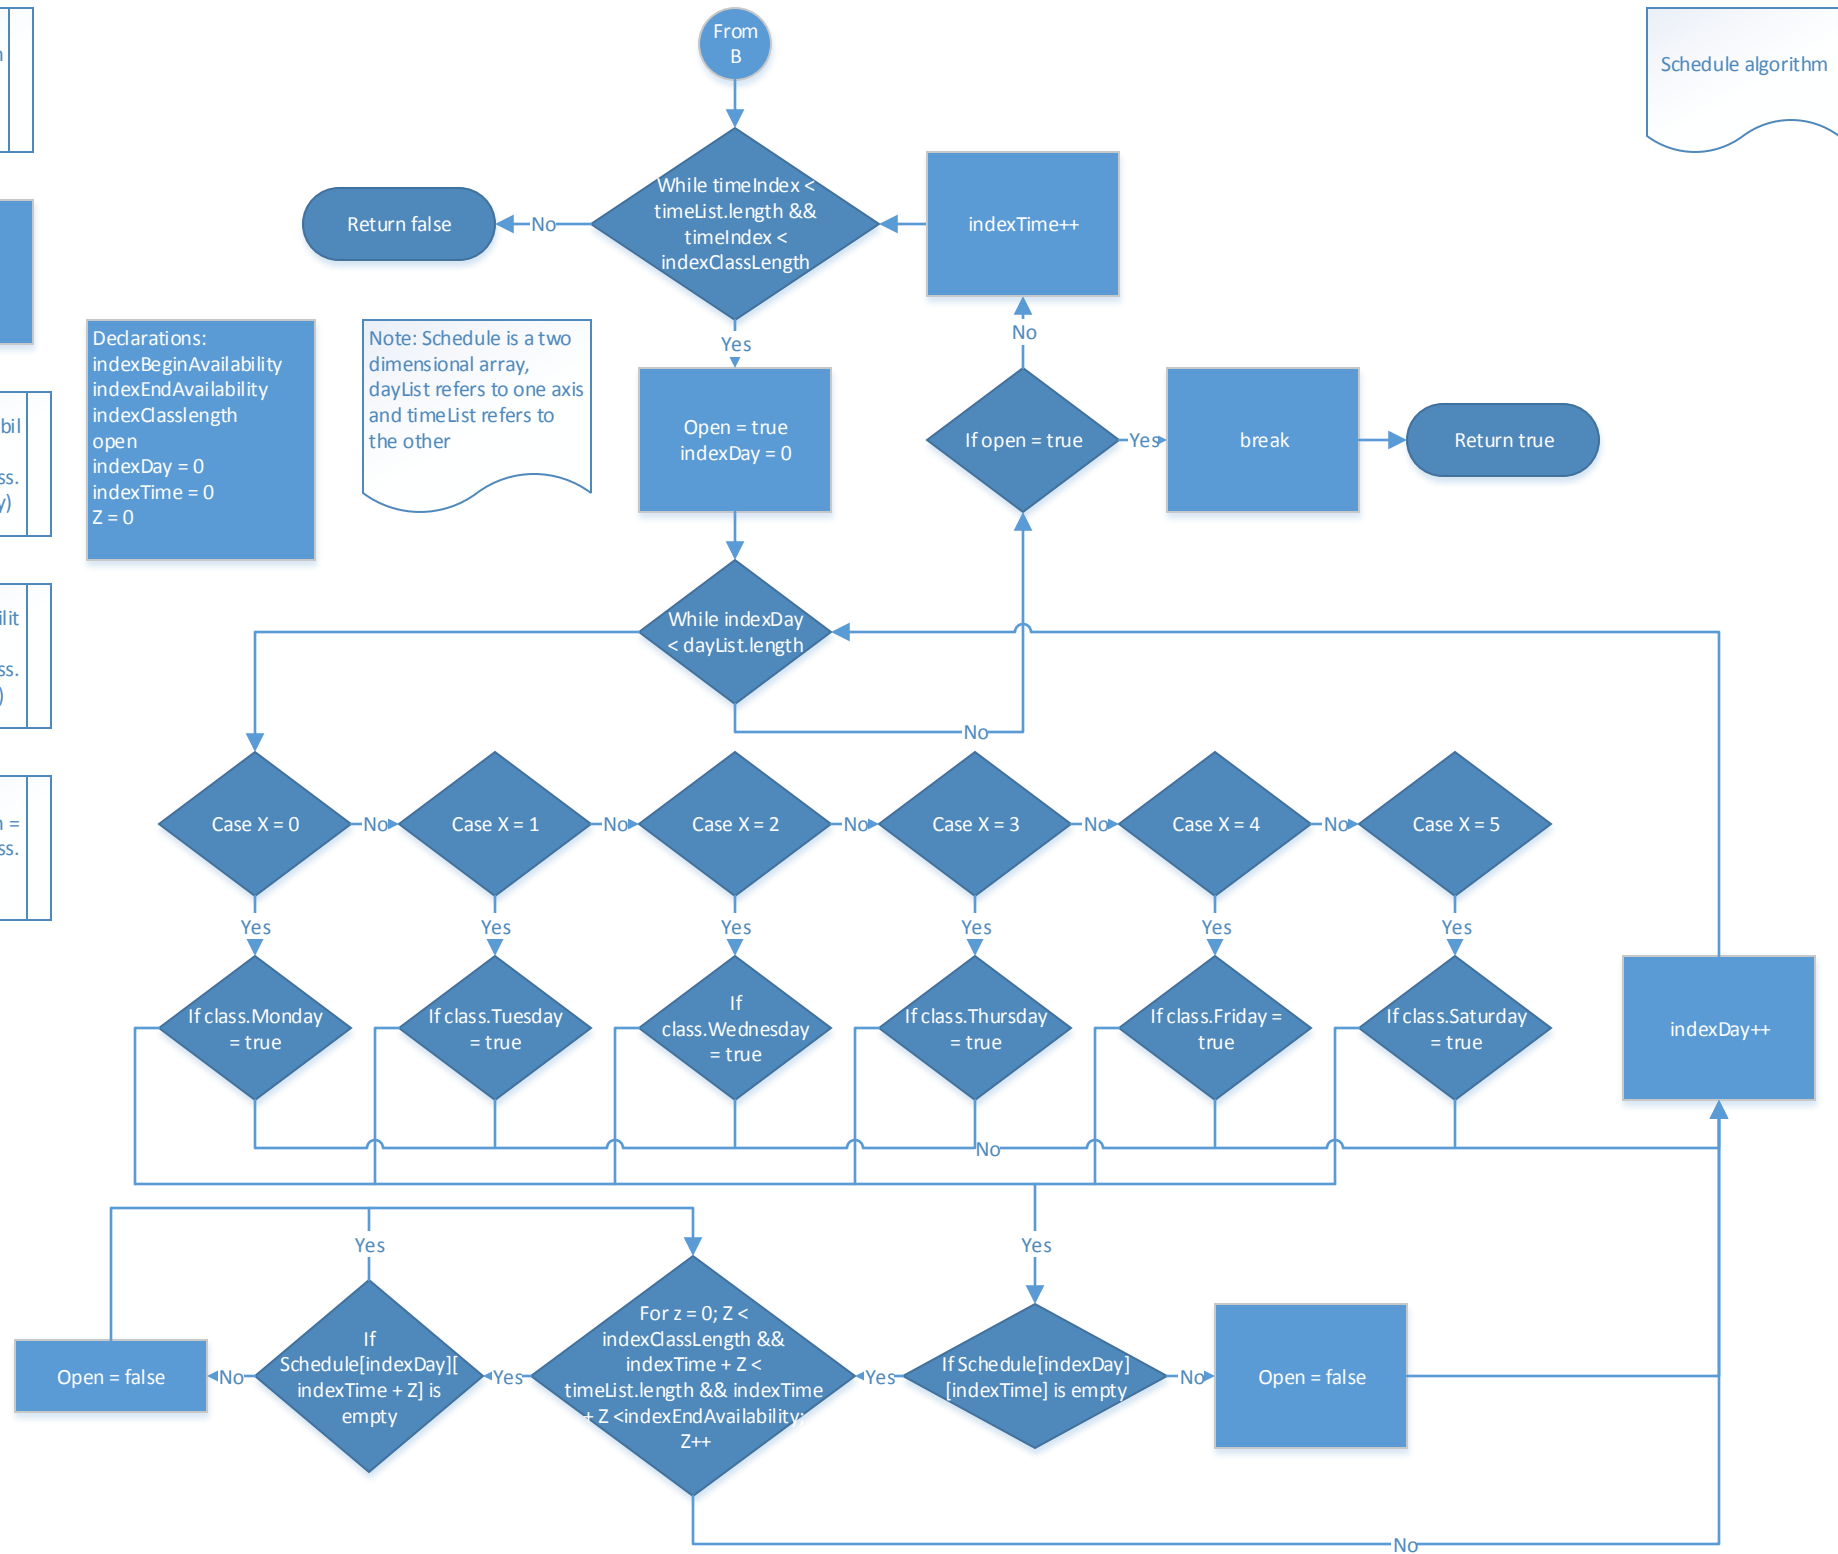 From
B
Schedule algorithm
While timeIndex <
timeList.length &&
timeIndex <
indexClassLength
No
Return false
indexTime++
Yes
No
Declarations:
indexBeginAvailability
indexEndAvailability
indexClasslength
open
indexDay = 0
indexTime = 0
Z = 0
Note: Schedule is a two
dimensional array,
dayList refers to one axis
and timeList refers to
the other
Open = true
indexDay = 0
If open = true
Yes
break
Return true
bil
ss.
y)
While indexDay
< dayList.length
No
ilit
ss.
)
Case X = 0
No
Case X = 1
No
Case X = 2
No
Case X = 3
No
Case X = 4
No
Case X = 5
n =
ss.
Yes
Yes
Yes
Yes
Yes
Yes
If class.Monday
= true
If class.Tuesday
= true
If
class.Wednesday
= true
If class.Thursday
= true
If class.Friday =
true
If class.Saturday
= true
indexDay++
No
Yes
Yes
Open = false
No
If
Schedule[indexDay][
indexTime + Z] is
empty
Yes
For z = 0; Z <
indexClassLength &&
indexTime + Z <
timeList.length && indexTime
+ Z <indexEndAvailability;
Z++
Yes
If Schedule[indexDay]
[indexTime] is empty
No
Open = false
No